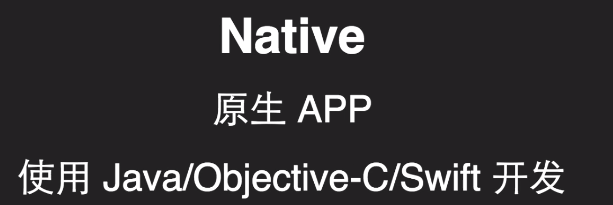 Native
原生 APP
使用 Java/Objective-C/Swift 开发